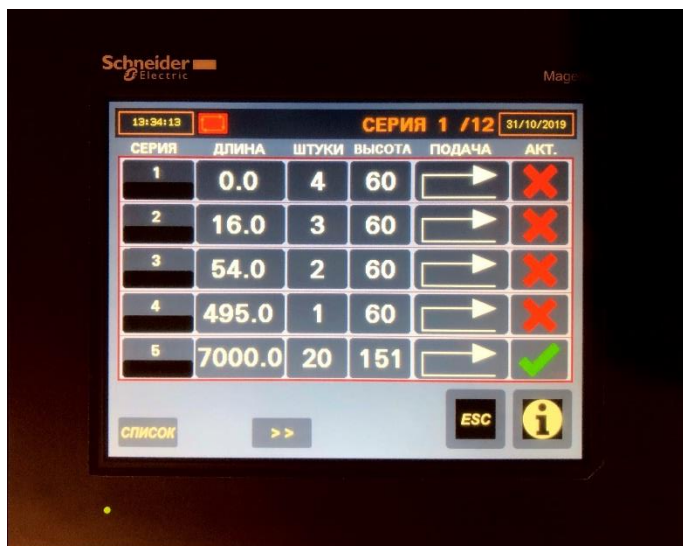 Schneider
Electric
Mage
13:34:13 СЕРИЯ 1 /12 31/10/2019
СЕРИЯ ДЛИНА ШТУКИ ВЫСОТА ПОДАЧА АКТ.
1 0.0 4 60
2 16.0 3 60
3 54.0 2 60
4 495.0 1 60
5 7000.0 20 151
СПИСОК >> ESC i